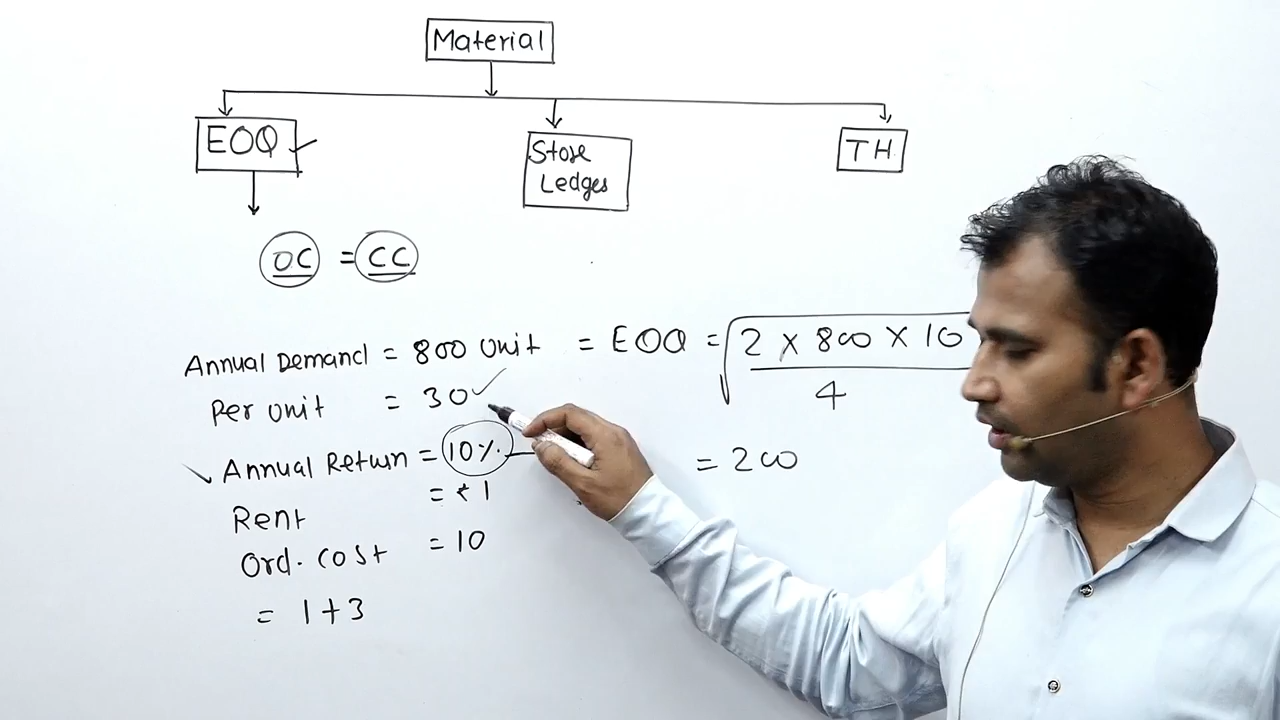 Material
EOQ
Store
Ledges
TH
OC = CC
Annual Demand = 800 Unit = EOQ = √ 2 × 800 × 10
4
Per unit = 30 ✓
Annual Return = 10%
= 200
Rent = ₹ 1
Ord. Cost = 10
= 1 + 3